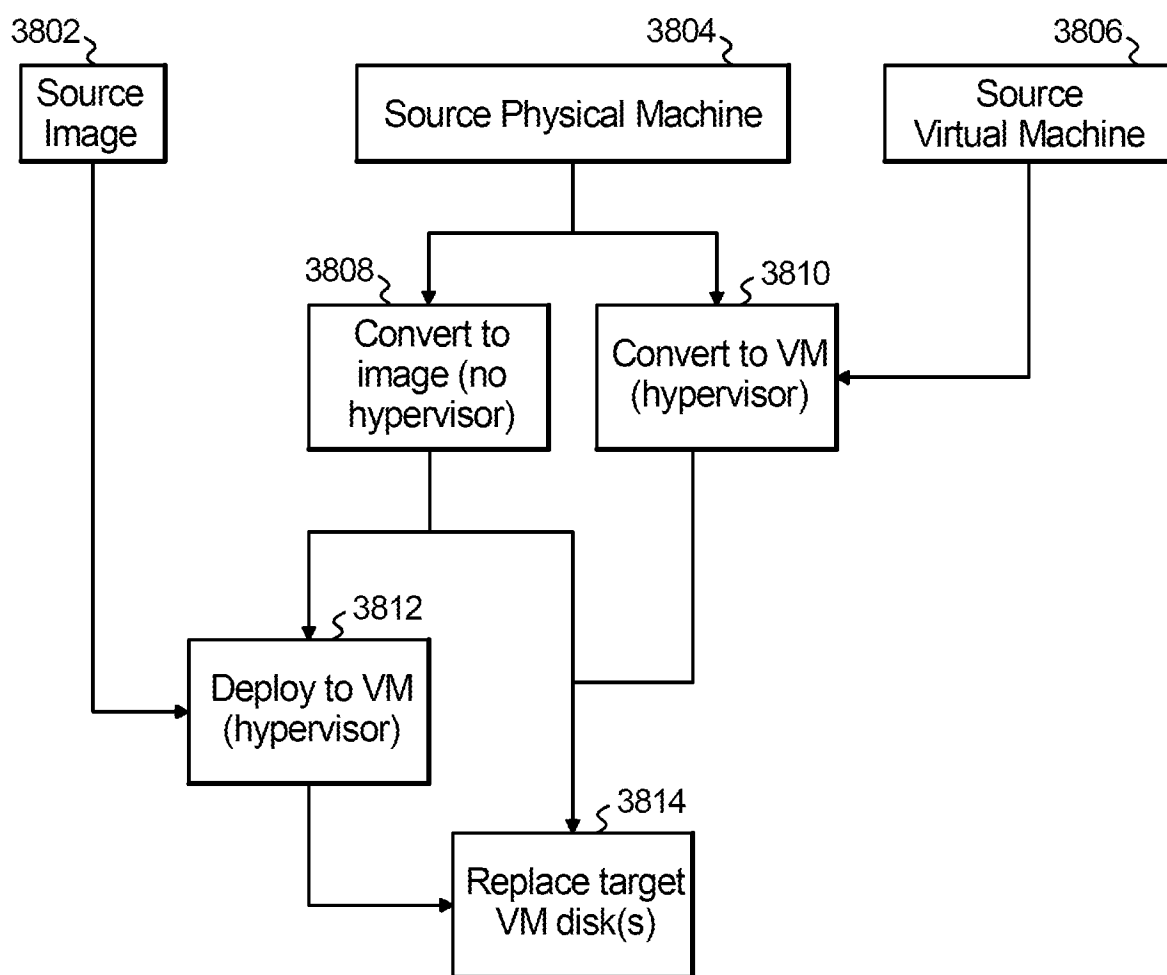 3802
3804
3806
Source
Image
Source Physical Machine
Source
Virtual Machine
3808
3810
Convert to
image (no
hypervisor)
Convert to VM
(hypervisor)
3812
Deploy to VM
(hypervisor)
3814
Replace target
VM disk(s)